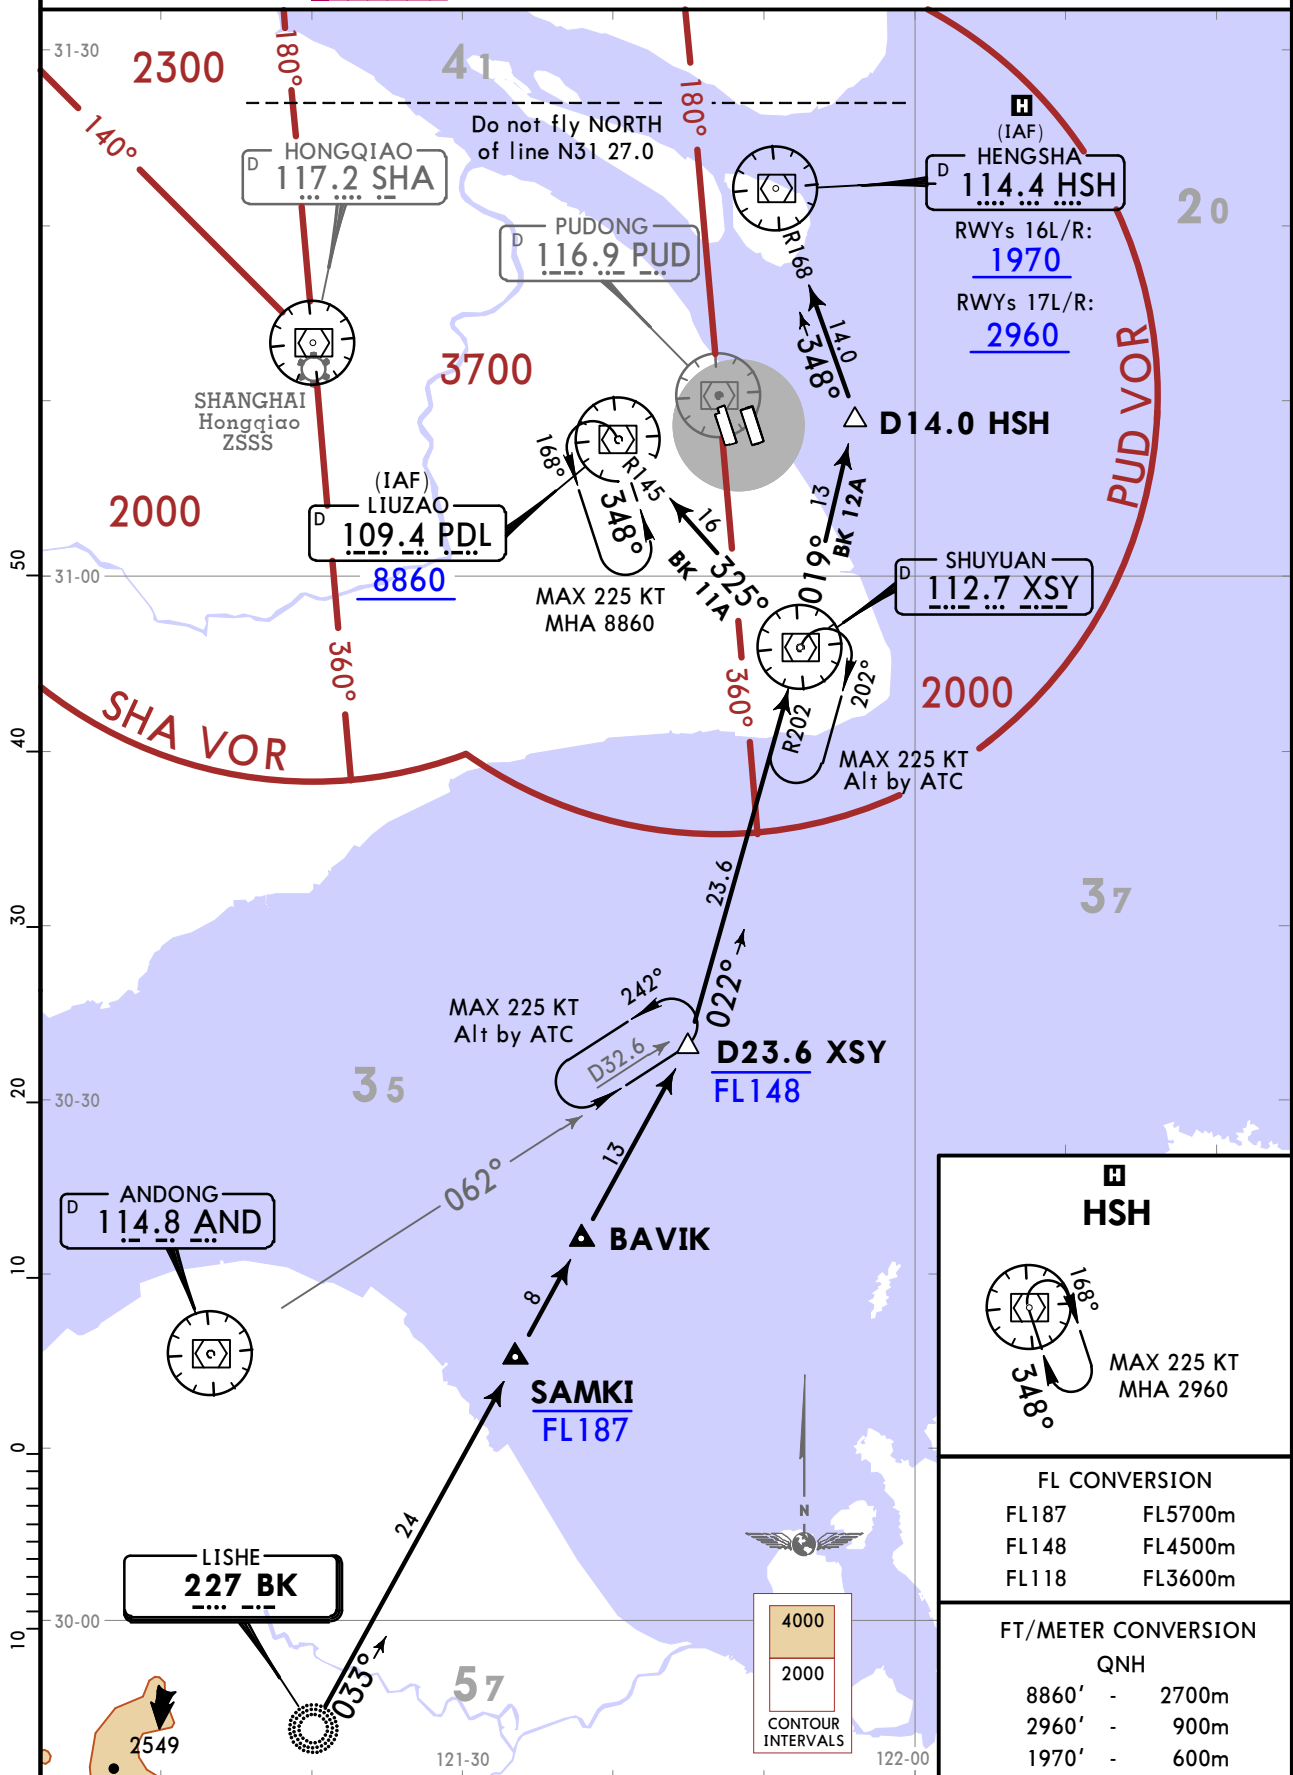 31-30
2300
180°
41
180°
140°
Do not fly NORTH
of line N31 27.0
H
(IAF)
HENGSHA
D 114.4 HSH
HONGQIAO
D 117.2 SHA
20
PUDONG
D 116.9 PUD
RWYs 16L/R:
1970
RWYs 17L/R:
2960
R168
14.0
348°
3700
PUD VOR
SHANGHAI
Hongqiao
ZSSS
D14.0 HSH
168°
R145
348°
(IAF)
LIUZAO
D 109.4 PDL
8860
2000
16
325°
BK 11A
13
019°
BK 12A
SHUYUAN
D 112.7 XSY
50
31-00
MAX 225 KT
MHA 8860
360°
360°
202°
R202
2000
SHA VOR
40
MAX 225 KT
Alt by ATC
23.6
37
30
022°
242°
MAX 225 KT
Alt by ATC
D32.6
D23.6 XSY
FL148
35
20
30-30
13
062°
ANDONG
D 114.8 AND
BAVIK
10
8
H
HSH
168°
348°
MAX 225 KT
MHA 2960
SAMKI
FL187
0
24
N
FL CONVERSION
FL187 FL5700m
FL148 FL4500m
FL118 FL3600m
LISHE
227 BK
10
30-00
4000
2000
CONTOUR
INTERVALS
FT/METER CONVERSION
QNH
8860' - 2700m
2960' - 900m
1970' - 600m
033°
57
2549
121-30
122-00